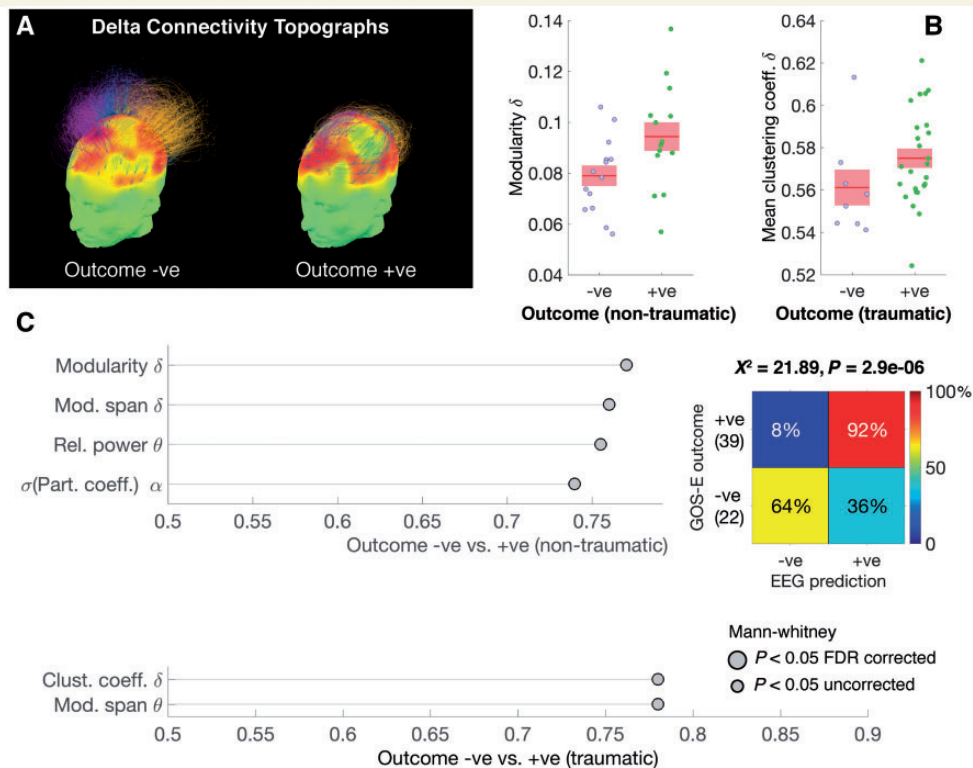 A
Delta Connectivity Topographs
Outcome -ve
Outcome +ve
B
Modularity δ
0.14
0.12
0.1
0.08
0.06
0.04
-ve +ve
Outcome (non-traumatic)
Mean clustering coeff. δ
0.64
0.62
0.6
0.58
0.56
0.54
0.52
-ve +ve
Outcome (traumatic)
C
Modularity δ
Mod. span δ
Rel. power θ
σ(Part. coeff.) α
0.5 0.55 0.6 0.65 0.7 0.75
Outcome -ve vs. +ve (non-traumatic)
X² = 21.89, P = 2.9e-06
GOS-E outcome
+ve
(39)
-ve
(22)
8% 92%
64% 36%
-ve +ve
EEG prediction
100%
50
0
Mann-whitney
P < 0.05 FDR corrected
P < 0.05 uncorrected
Clust. coeff. δ
Mod. span θ
0.5 0.55 0.6 0.65 0.7 0.75 0.8 0.85 0.9
Outcome -ve vs. +ve (traumatic)